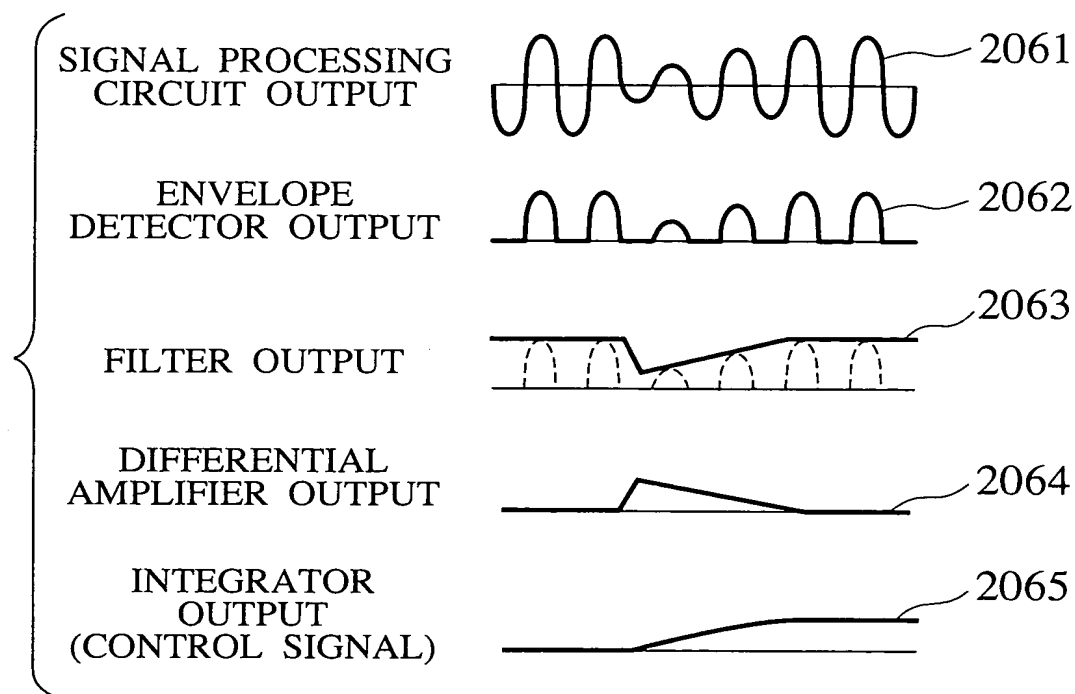 SIGNAL PROCESSING
CIRCUIT OUTPUT
2061
ENVELOPE
DETECTOR OUTPUT
2062
FILTER OUTPUT
2063
DIFFERENTIAL
AMPLIFIER OUTPUT
2064
INTEGRATOR
OUTPUT
(CONTROL SIGNAL)
2065